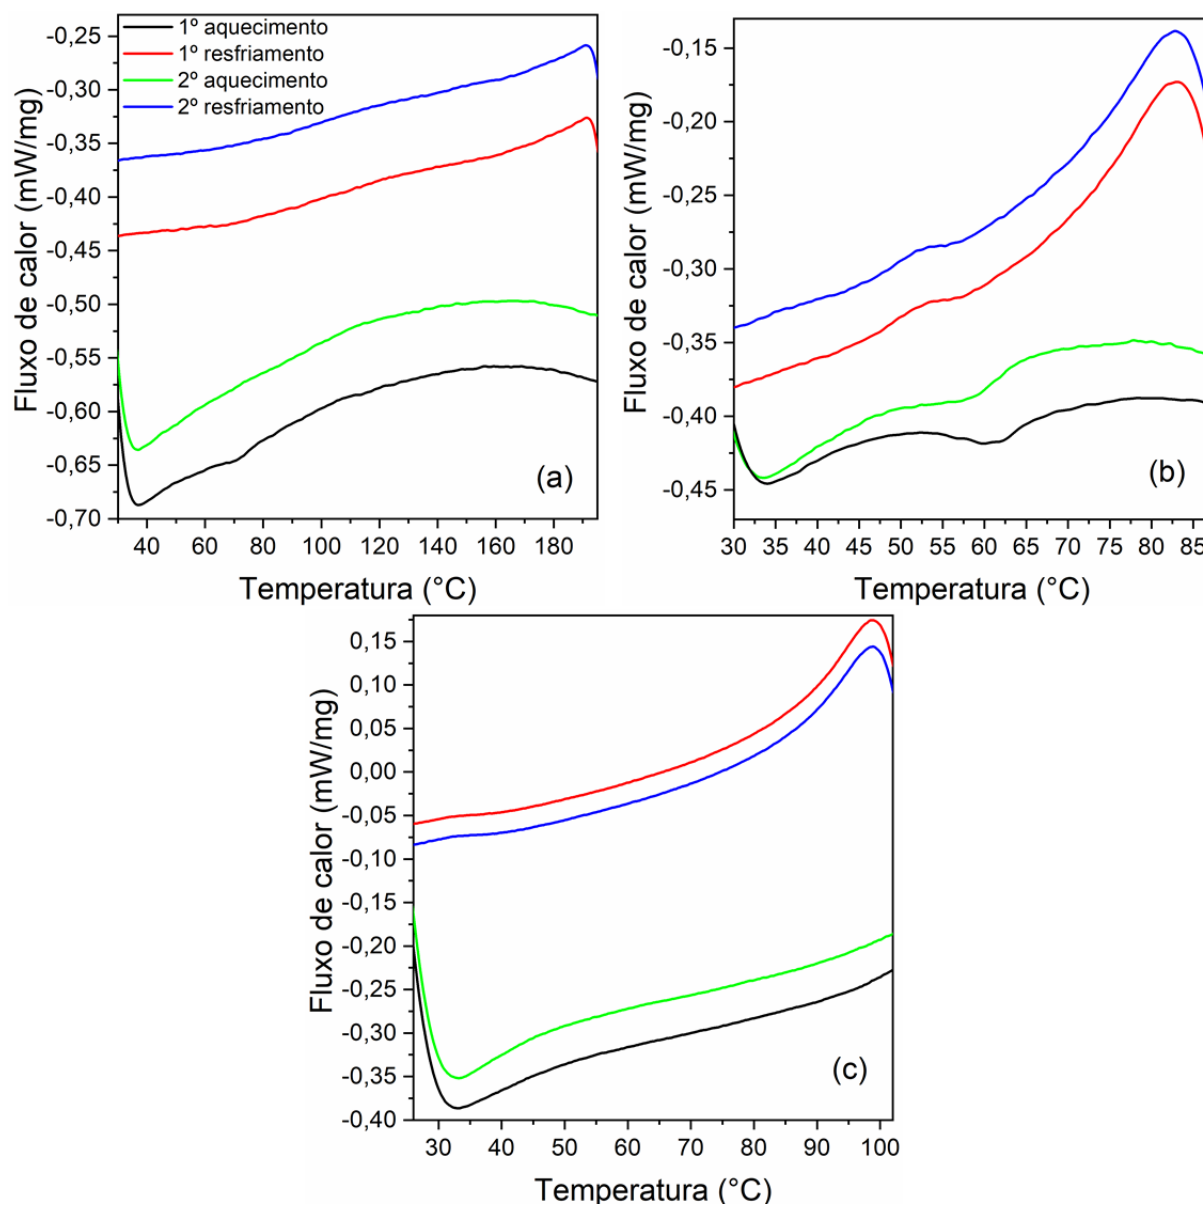 1º aquecimento
1º resfriamento
2º aquecimento
2º resfriamento
-0,25
-0,30
-0,35
-0,40
-0,45
-0,50
-0,55
-0,60
-0,65
-0,70
Fluxo de calor (mW/mg)
(a)
40 60 80 100 120 140 160 180
Temperatura (°C)
-0,15
-0,20
-0,25
-0,30
-0,35
-0,40
-0,45
Fluxo de calor (mW/mg)
(b)
30 35 40 45 50 55 60 65 70 75 80 85
Temperatura (°C)
0,15
0,10
0,05
0,00
-0,05
-0,10
-0,15
-0,20
-0,25
-0,30
-0,35
-0,40
Fluxo de calor (mW/mg)
(c)
30 40 50 60 70 80 90 100
Temperatura (°C)